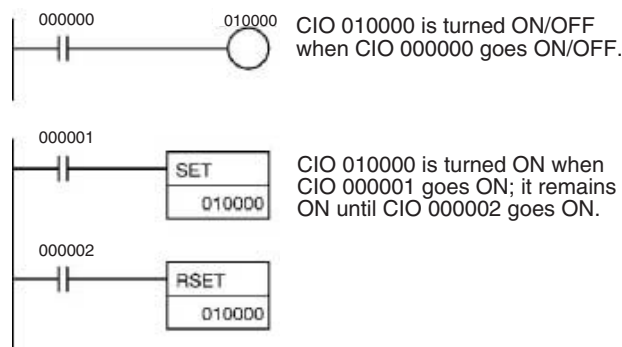 000000
010000
CIO 010000 is turned ON/OFF
when CIO 000000 goes ON/OFF.
000001
SET
010000
CIO 010000 is turned ON when
CIO 000001 goes ON; it remains
ON until CIO 000002 goes ON.
000002
RSET
010000